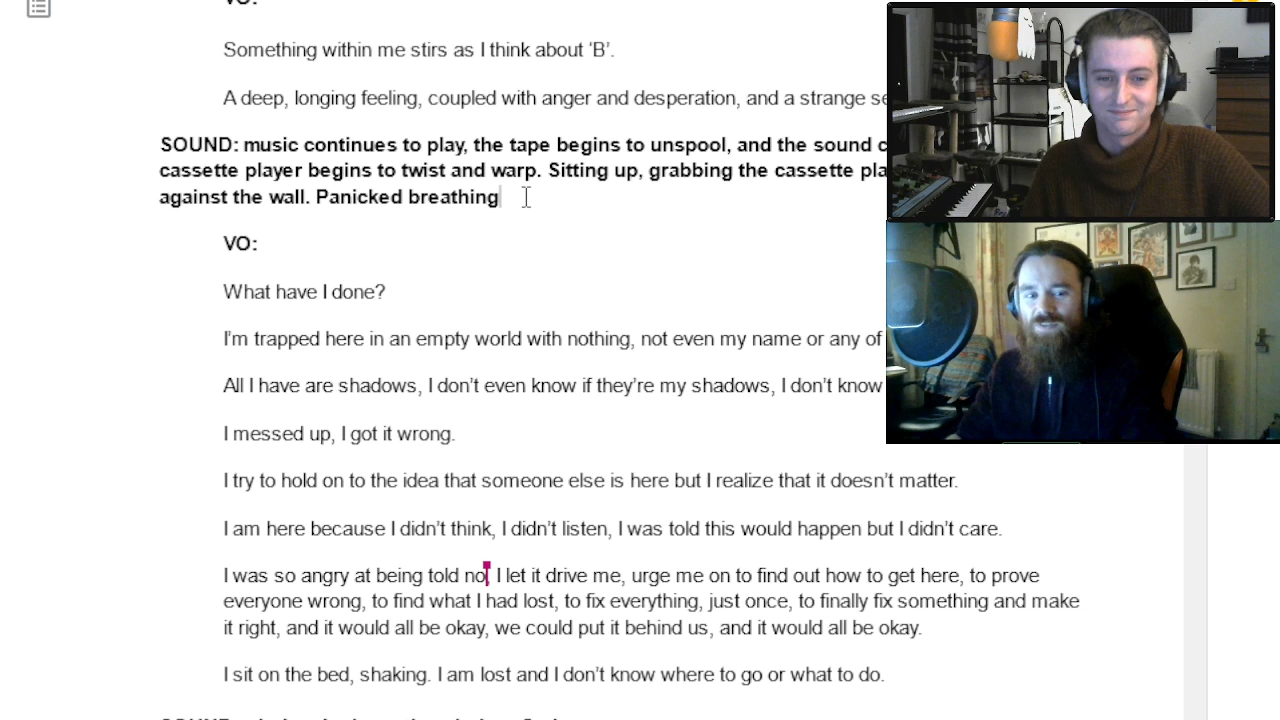 VO:
Something within me stirs as I think about ‘B’.
A deep, longing feeling, coupled with anger and desperation, and a strange
SOUND: music continues to play, the tape begins to unspool, and the sound
cassette player begins to twist and warp. Sitting up, grabbing the cassette
against the wall. Panicked breathing
VO:
What have I done?
I’m trapped here in an empty world with nothing, not even my name or any of
All I have are shadows, I don’t even know if they’re my shadows, I don’t know
I messed up, I got it wrong.
I try to hold on to the idea that someone else is here but I realize that it doesn’t matter.
I am here because I didn’t think, I didn’t listen, I was told this would happen but I didn’t care.
I was so angry at being told no, I let it drive me, urge me on to find out how to get here, to prove
everyone wrong, to find what I had lost, to fix everything, just once, to finally fix something and make
it right, and it would all be okay, we could put it behind us, and it would all be okay.
I sit on the bed, shaking. I am lost and I don’t know where to go or what to do.